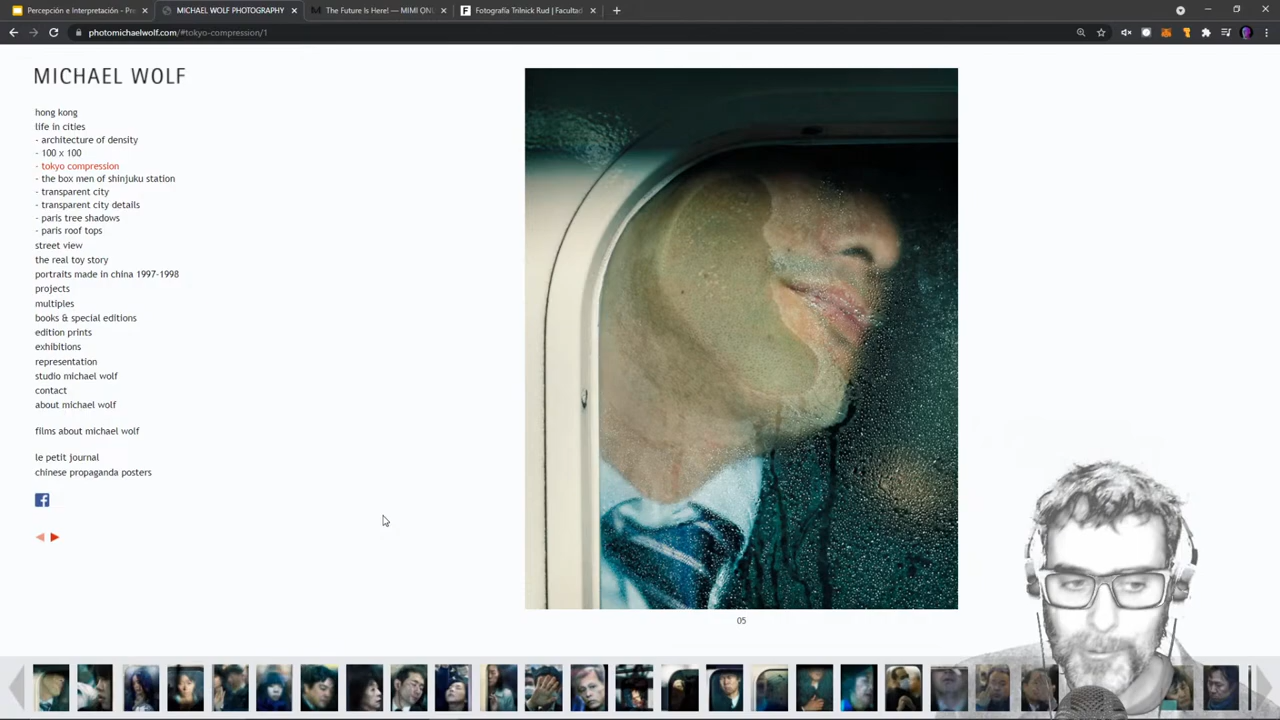 Percepción e Interpretación - Pre
MICHAEL WOLF PHOTOGRAPHY
The Future Is Here! — MIMI ON
Fotografía Trilnick Rud | Facultad
photomichaelwolf.com/#tokyo-compression/1
MICHAEL WOLF
hong kong
life in cities
- architecture of density
- 100 x 100
- tokyo compression
- the box men of shinjuku station
- transparent city
- transparent city details
- paris tree shadows
- paris roof tops
street view
the real toy story
portraits made in china 1997-1998
projects
multiples
books & special editions
edition prints
exhibitions
representation
studio michael wolf
contact
about michael wolf
films about michael wolf
le petit journal
chinese propaganda posters
05